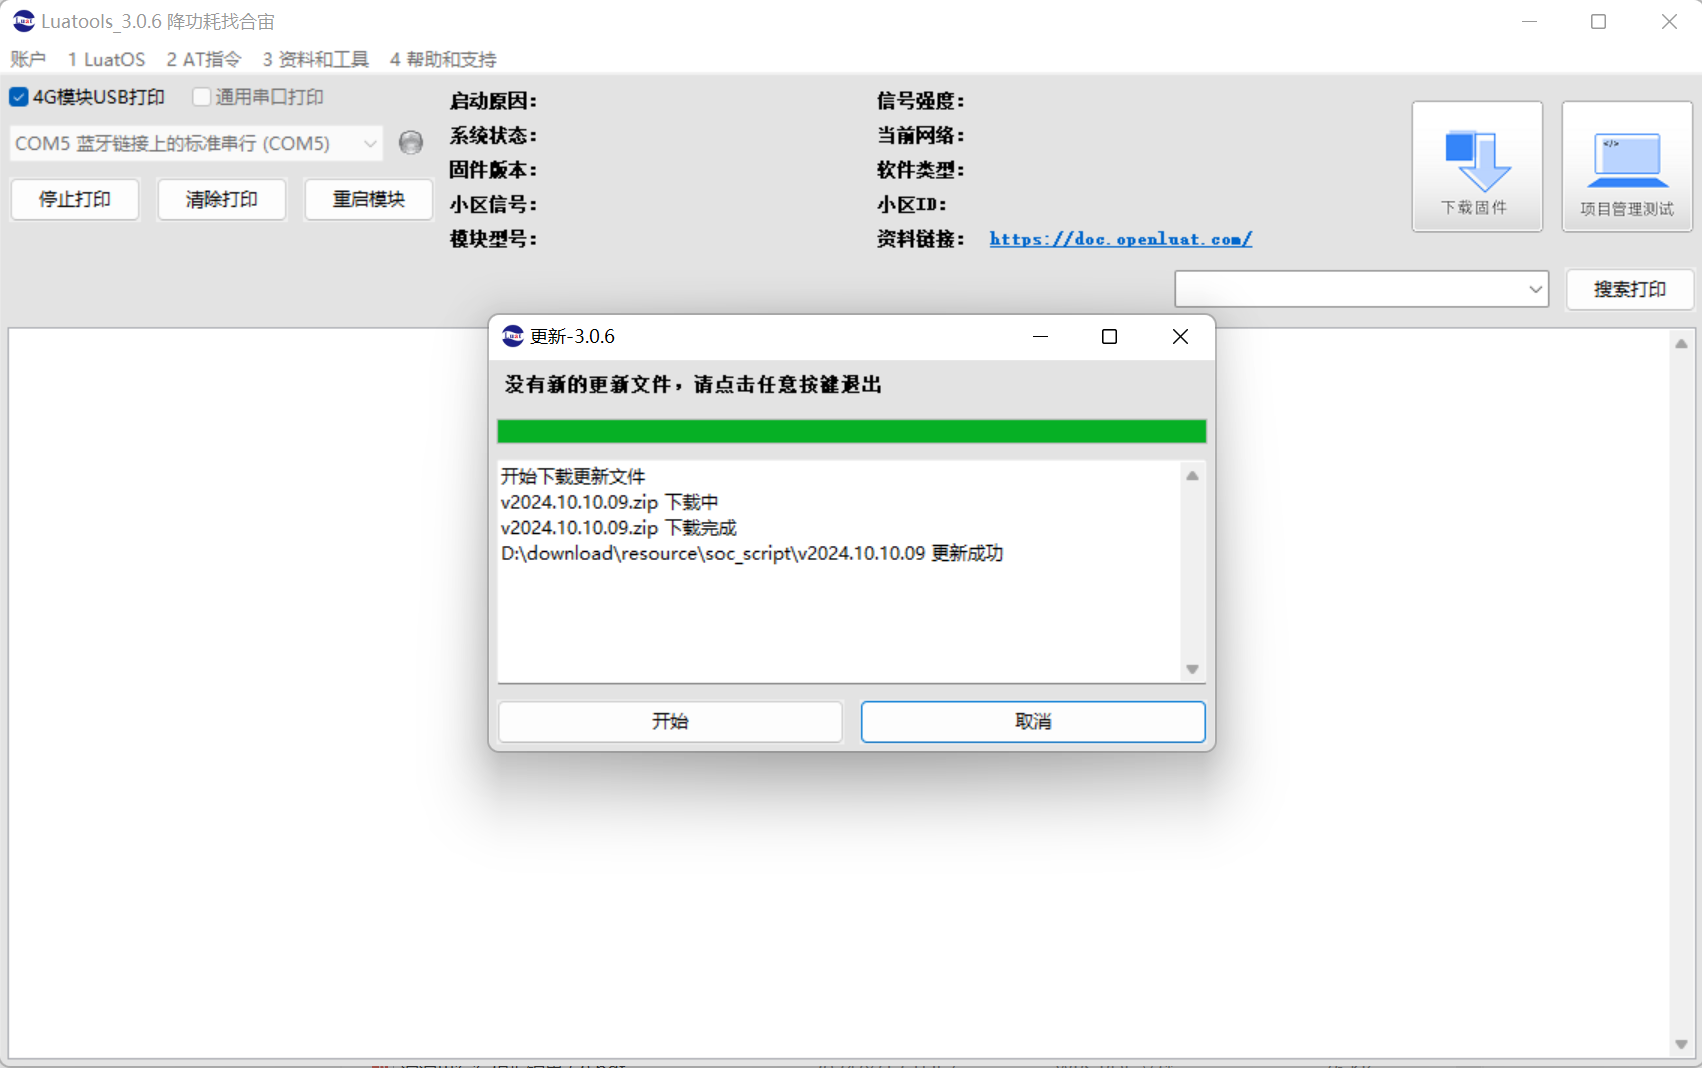 Luatools_3.0.6 降功耗找合宙
账户 1 LuatOS 2 AT指令 3 资料和工具 4 帮助和支持
4G模块USB打印 通用串口打印
COM5 蓝牙链接上的标准串行 (COM5)
停止打印 清除打印 重启模块
启动原因：
系统状态：
固件版本：
小区信号：
模块型号：
信号强度：
当前网络：
软件类型：
小区ID：
资料链接： https://doc.openluat.com/
下载固件
</>
项目管理测试
搜索打印
Luat 更新-3.0.6
没有新的更新文件，请点击任意按键退出
开始下载更新文件
v2024.10.10.09.zip 下载中
v2024.10.10.09.zip 下载完成
D:\download\resource\soc_script\v2024.10.10.09 更新成功
开始 取消